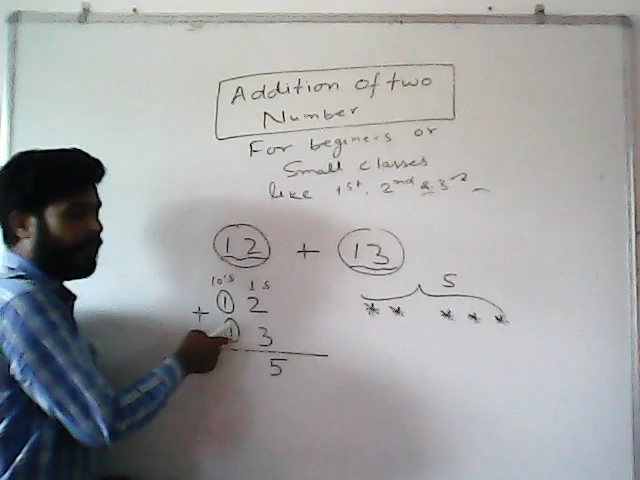 Addition of two
Number
For beginers or
Small classes
like 1st, 2nd & 3rd
12 + 13
10's 1s
1 2
+ 1 3
5
5
* * * * *